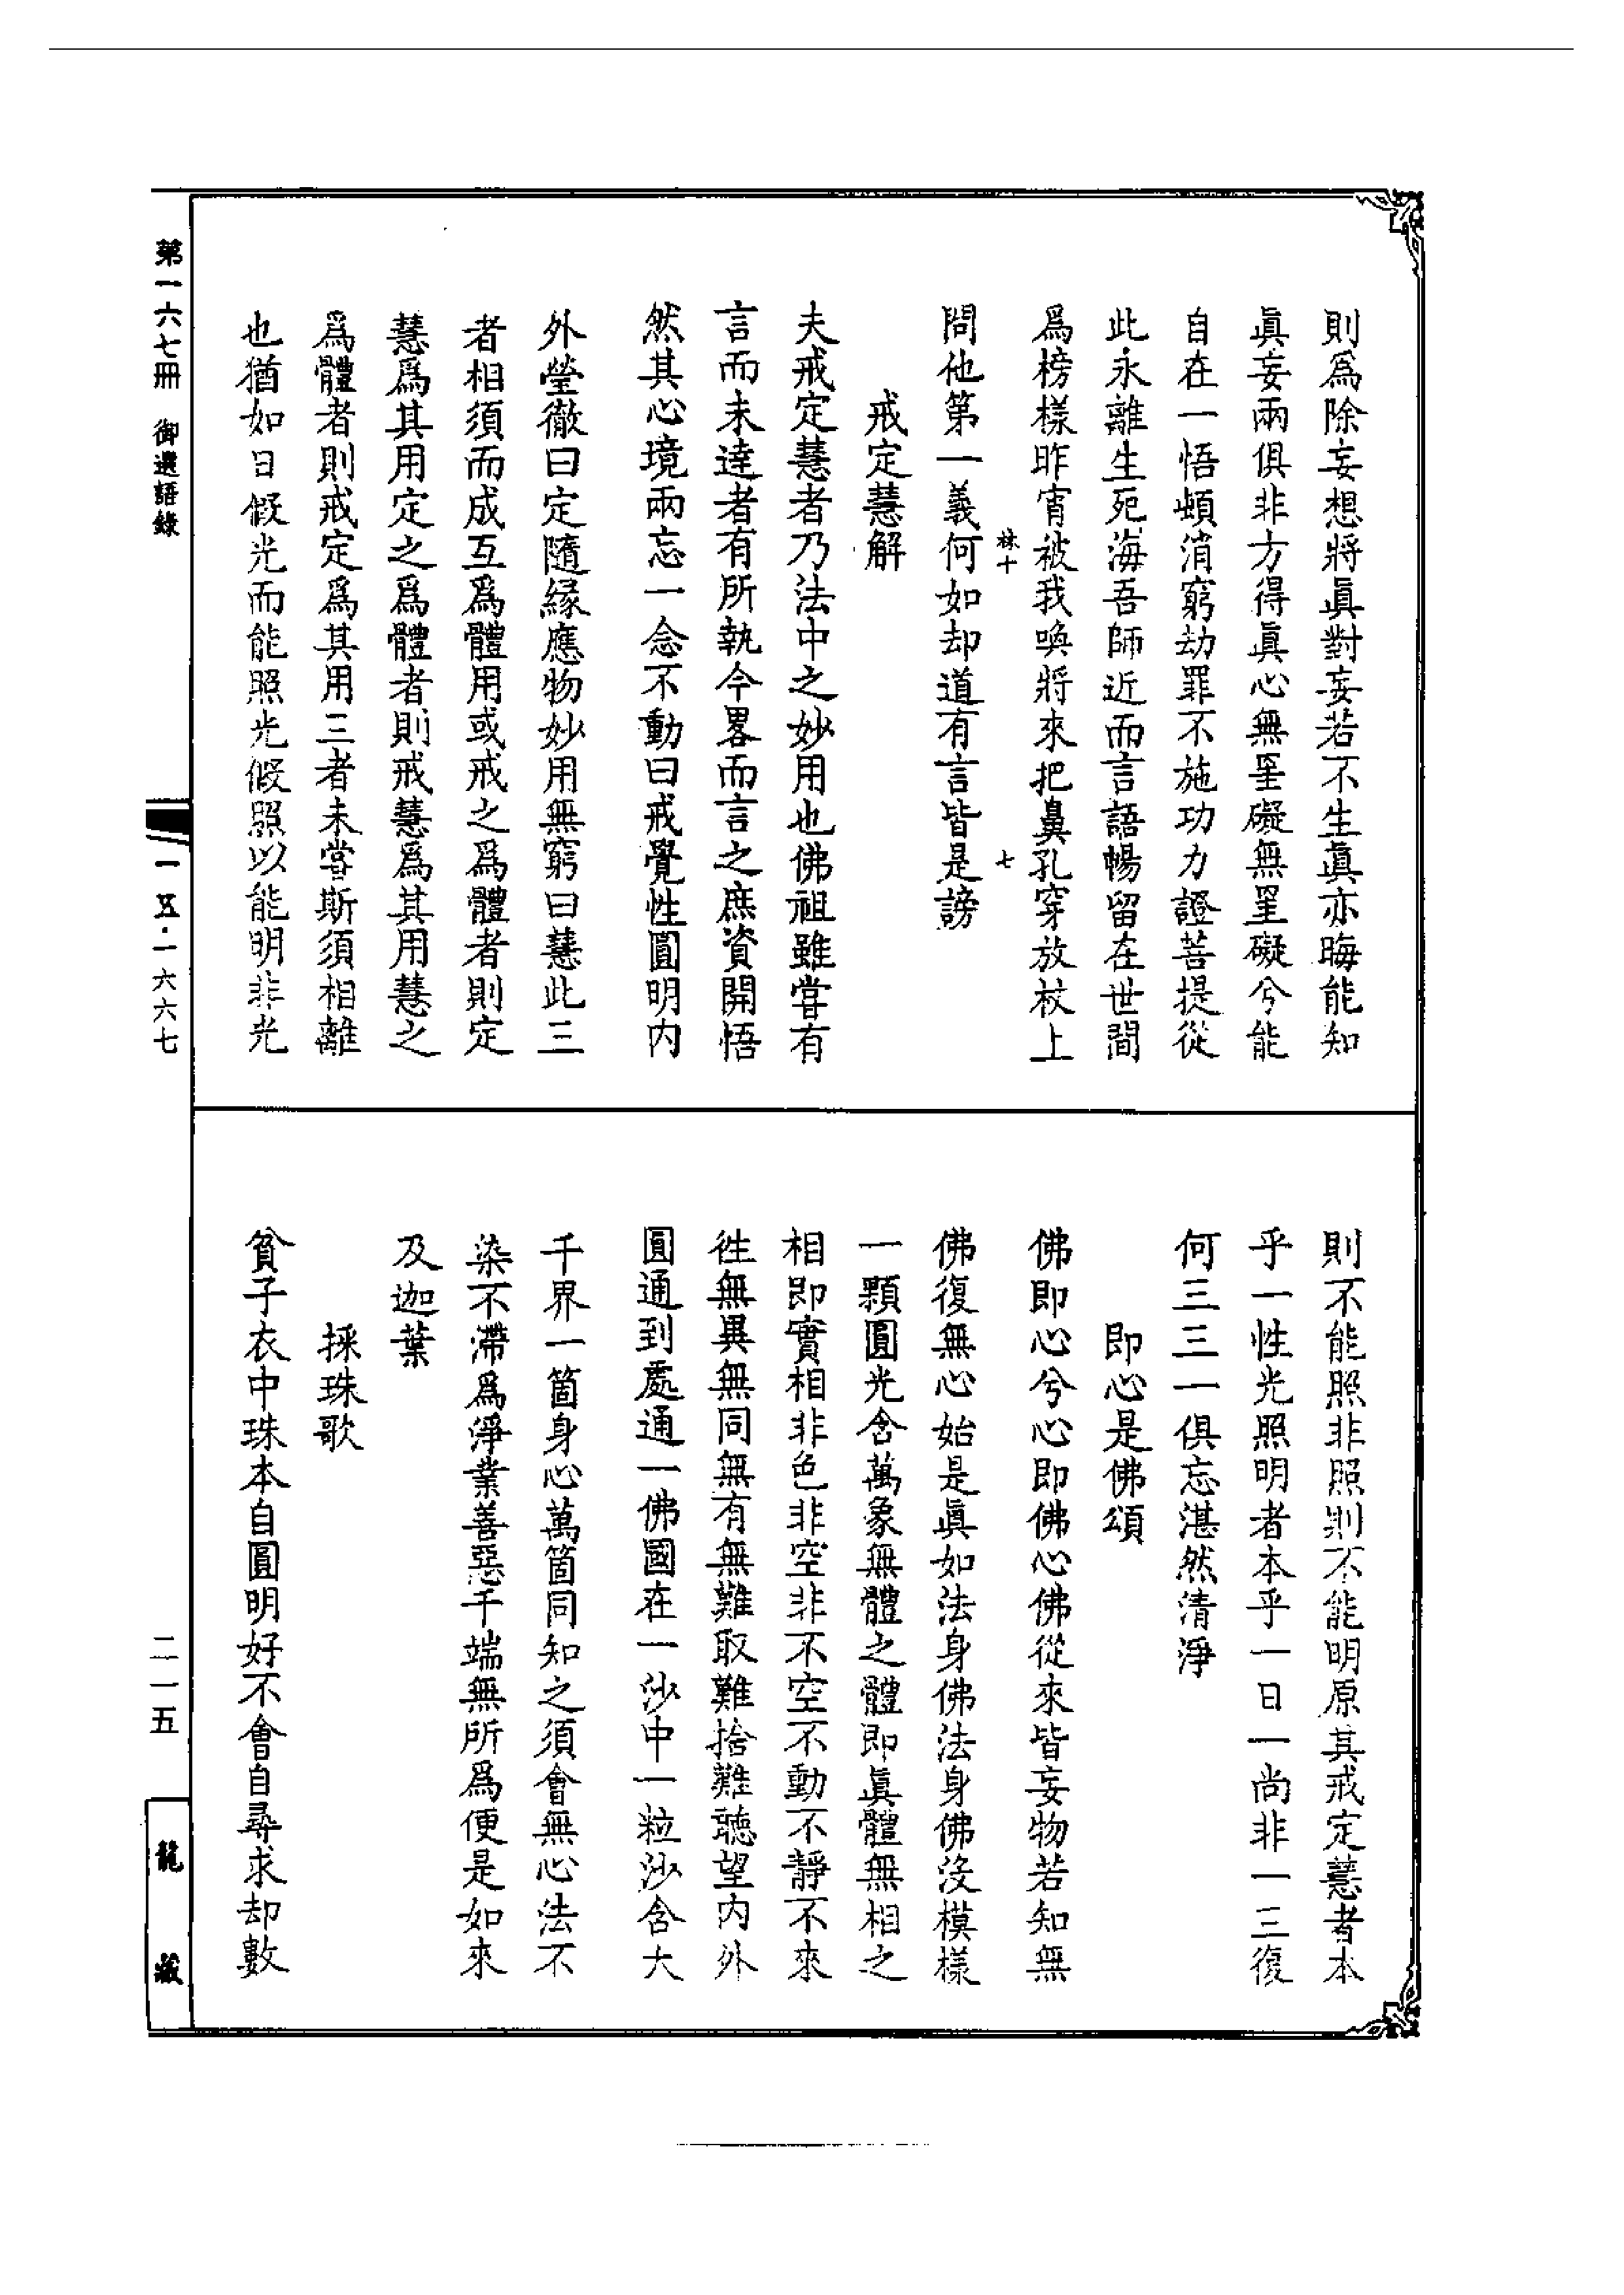 則為除妄想將眞對妄若不生眞亦晦能知
眞妄兩俱非方得眞心無罣礙無罣礙兮能
自在一悟頓消窮劫罪不施功力證菩提從
此永離生死海吾師近而言語暢留在世間
為榜樣昨宵被我喚將來把鼻孔穿放杖上
十
七
問他第一義何如却道有言皆是謗
戒定慧解
夫戒定慧者乃法中之妙用也佛祖雖嘗有
言而未達者有所執今畧而言之庶資開悟
然其心境兩忘一念不動曰戒覺性圓明内
外瑩徹曰定隨緣應物妙用無窮曰慧此三
者相須而成互爲體用或戒之爲體者則定
慧爲其用定之爲體者則戒慧爲其用慧之
爲體者則戒定爲其用三者未嘗斯須相離
也猶如日假光而能照光假照以能明非光
則不能照非照則不能明原其戒定慧者本
乎一性光照明者本乎一日一尚非一三復
何三三一俱忘湛然清淨
即心是佛頌
佛即心兮心即佛心佛從來皆妄物若知無
佛復無心始是眞如法身佛法身佛沒模樣
一顆圓光含萬象無體之體即眞體無相之
相即實相非色非空非不空不動不靜不來
徃無異無同無有無難取難捨難聽望内外
圓通到處通一佛國在一沙中一粒沙含大
千界一箇身心萬箇同知之須會無心法不
染不滯爲淨業善惡千端無所爲便是如來
及迦葉
採珠歌
貧子衣中珠本自圓明好不會自尋求却數
第一六七冊 御選語錄
一五·一六六七
二一五
龍藏